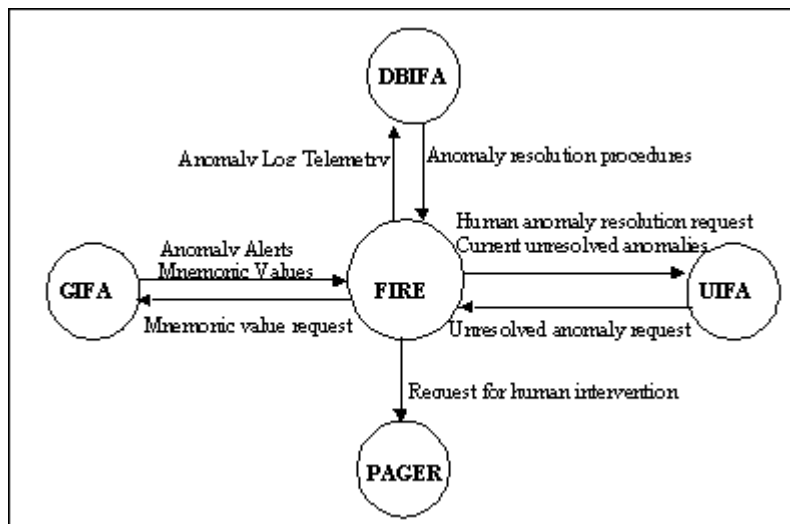 DBIFA
Anomaly Log Telemetry
Anomaly resolution procedures
Human anomaly resolution request
Current unresolved anomalies
Anomaly Alerts
Mnemonic Values
GIFA
FIRE
UIFA
Mnemonic value request
Unresolved anomaly request
Request for human intervention
PAGER